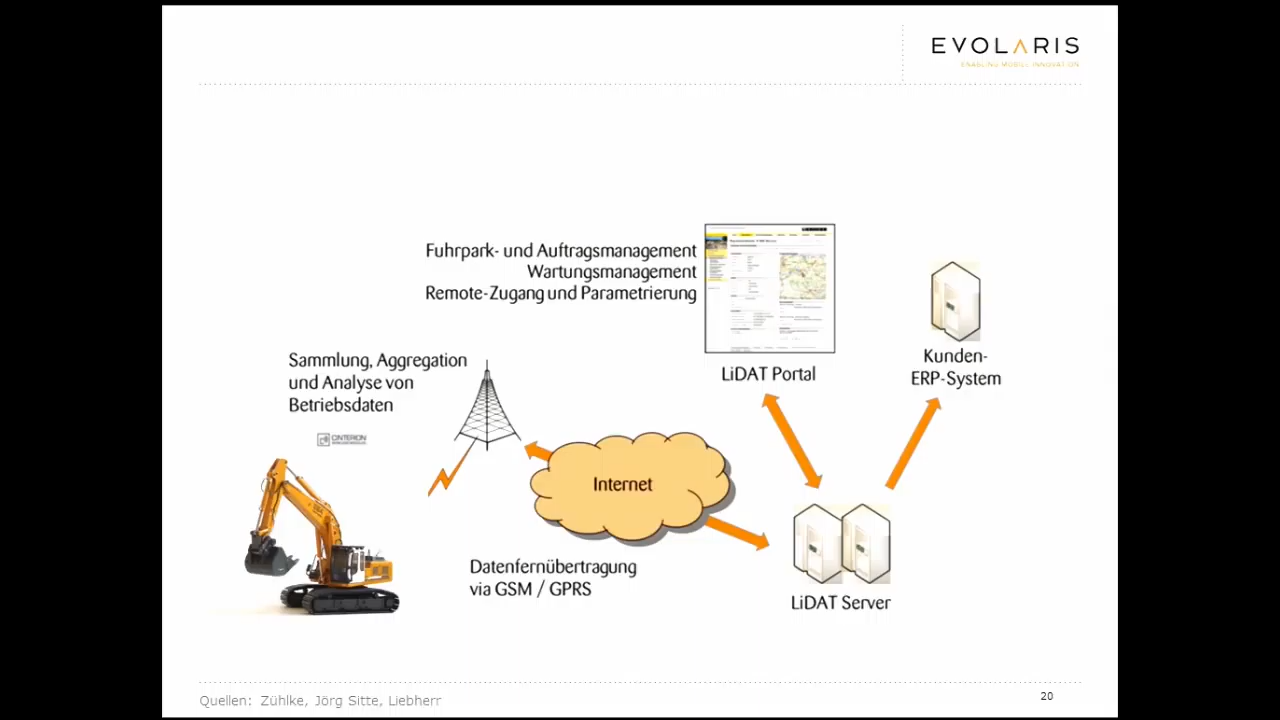 EVOLARIS
ENABLING MOBILE INNOVATION
Fuhrpark- und Auftragsmanagement
Wartungsmanagement
Remote-Zugang und Parametrierung
LiDAT Portal
Kunden-
ERP-System
Sammlung, Aggregation
und Analyse von
Betriebsdaten
CINTERION
Internet
Datenfernübertragung
via GSM / GPRS
LiDAT Server
Quellen: Zühlke, Jörg Sitte, Liebherr
20